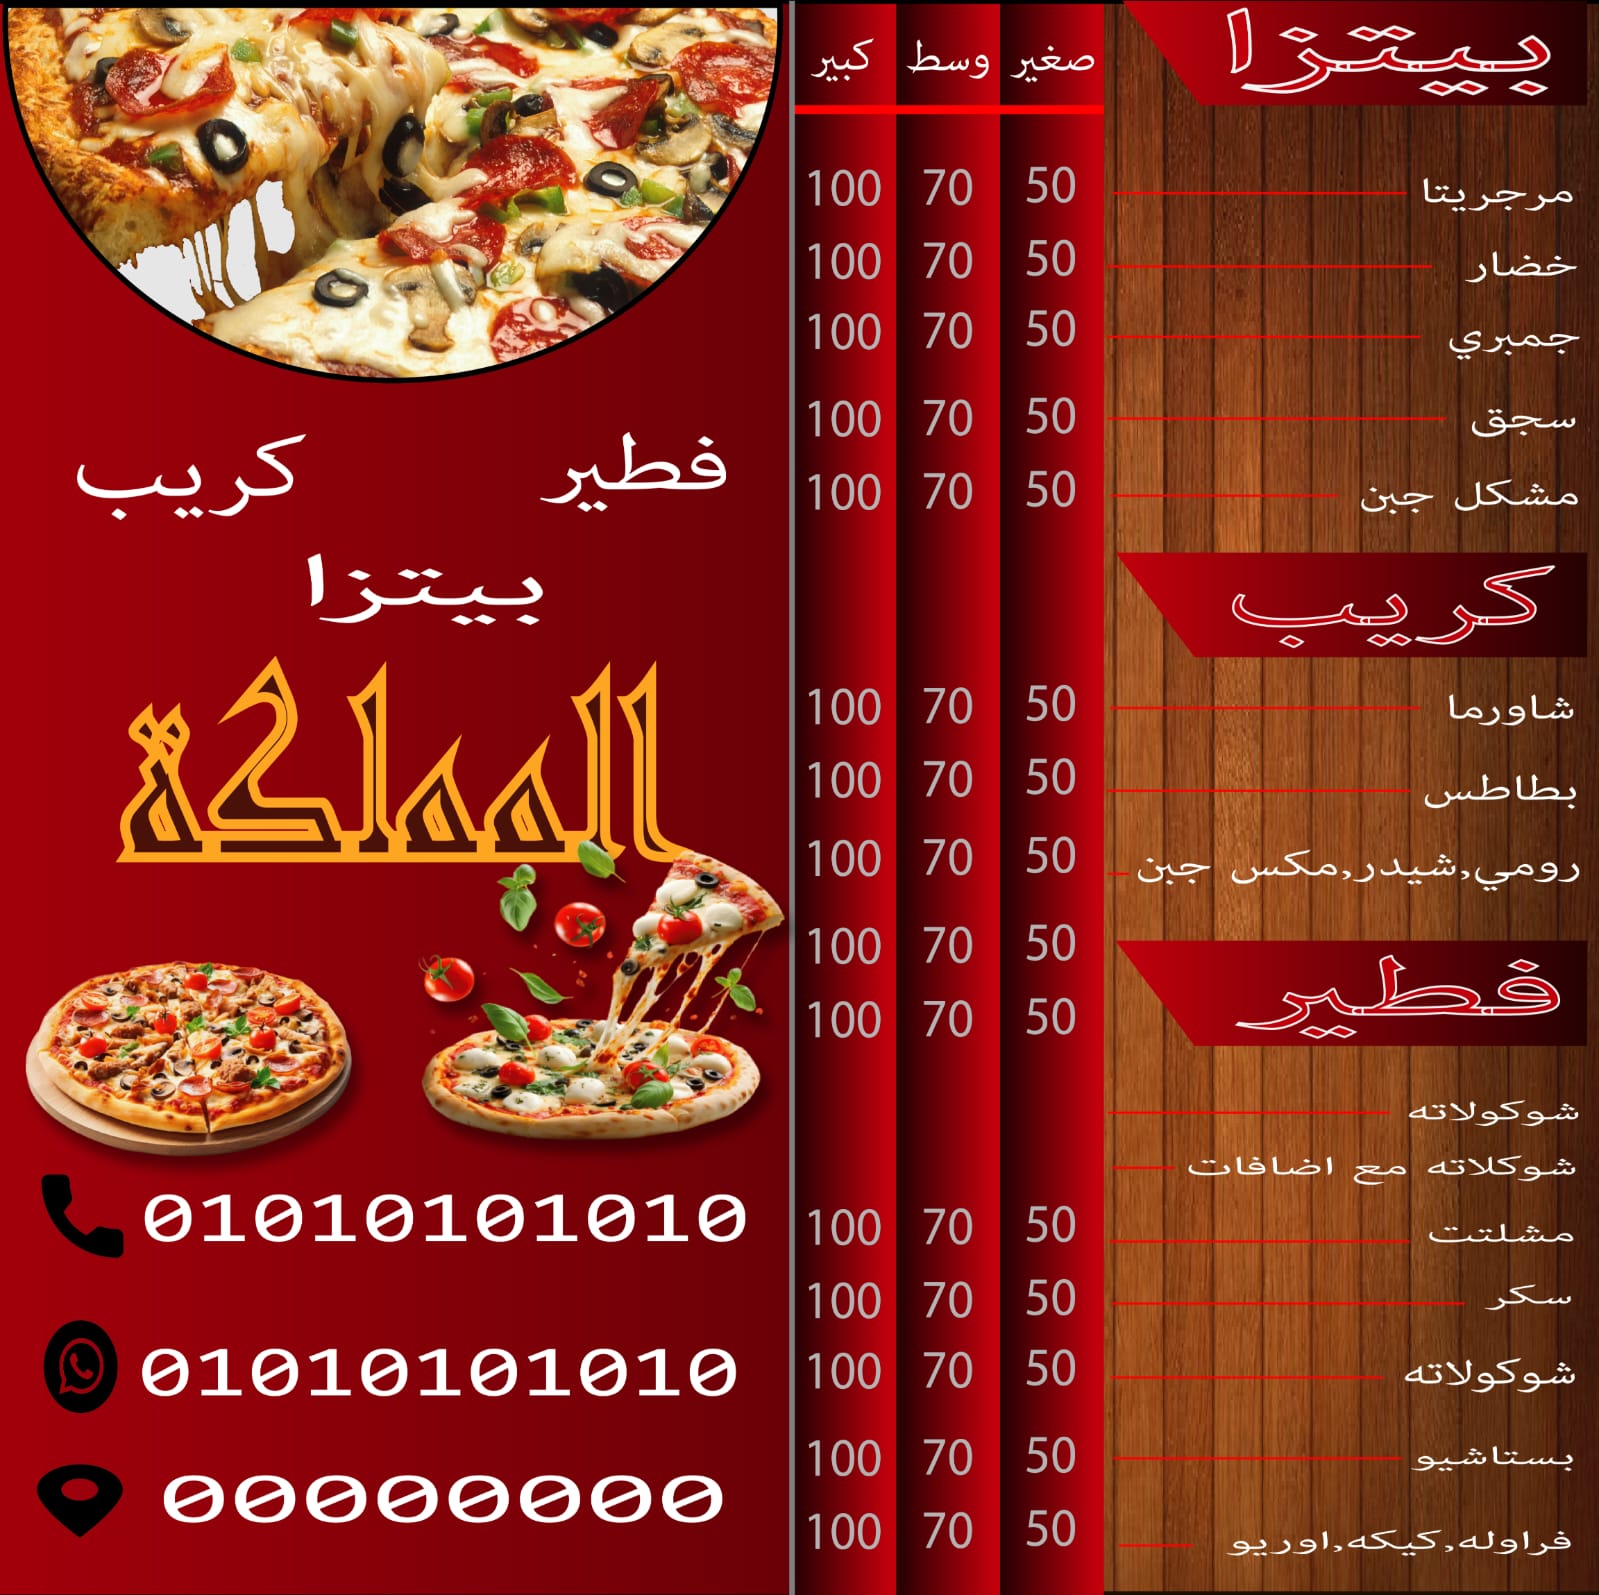 بيتزا صغير وسط كبير
مرجريتا 50 70 100
خضار 50 70 100
جمبري 50 70 100
سجق 50 70 100
مشكل جبن 50 70 100
كريب
شاورما 50 70 100
بطاطس 50 70 100
رومي,شيدر,مكس جبن 50 70 100
50 70 100
فطير
50 70 100
شوكولاته
شوكلاته مع اضافات
مشلتت 50 70 100
سكر 50 70 100
شوكولاته 50 70 100
بستاشيو 50 70 100
فراوله,كيكه,اوريو 50 70 100
فطير كريب
بيتزا
المملكة
01010101010
01010101010
00000000